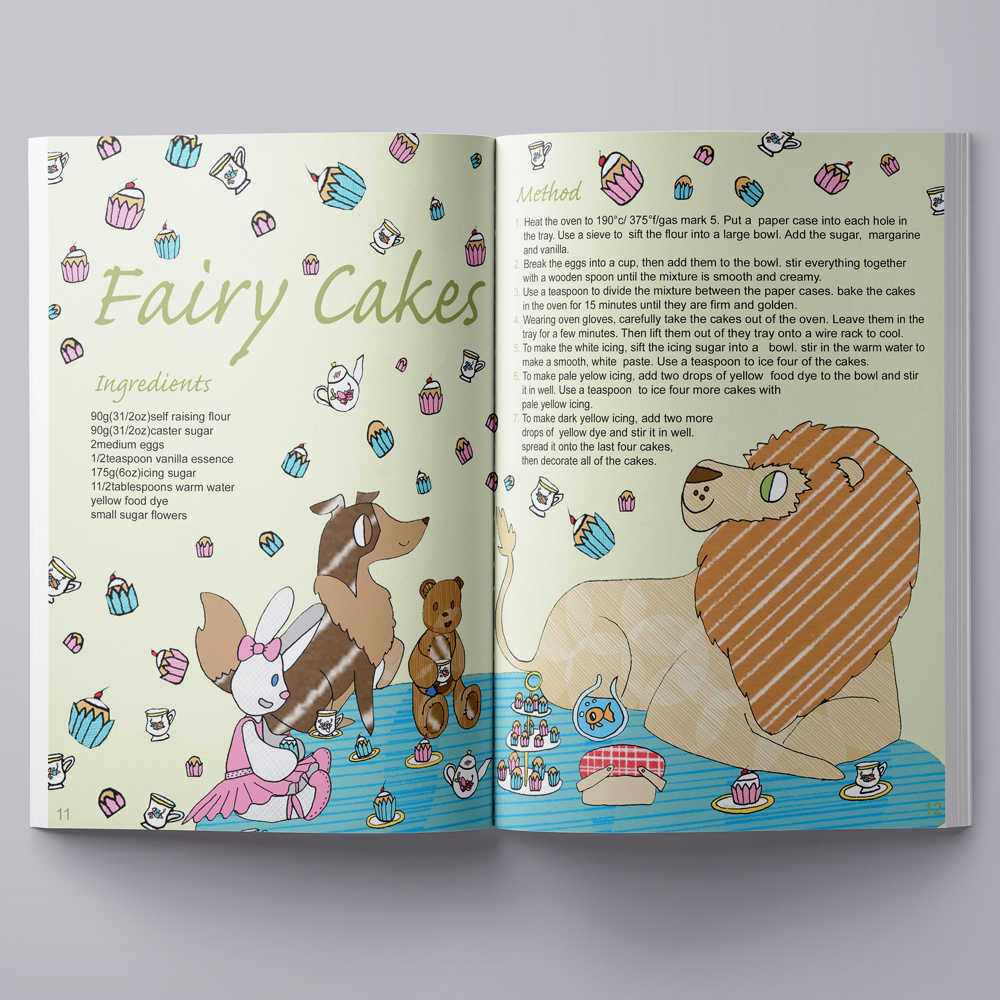 Fairy Cakes
Ingredients
90g(31/2oz)self raising flour
90g(31/2oz)caster sugar
2medium eggs
1/2teaspoon vanilla essence
175g(6oz)icing sugar
11/2tablespoons warm water
yellow food dye
small sugar flowers
11
Method
1. Heat the oven to 190°c/ 375°f/gas mark 5. Put a paper case into each hole in
the tray. Use a sieve to sift the flour into a large bowl. Add the sugar, margarine
and vanilla.
2. Break the eggs into a cup, then add them to the bowl. stir everything together
with a wooden spoon until the mixture is smooth and creamy.
3. Use a teaspoon to divide the mixture between the paper cases. bake the cakes
in the oven for 15 minutes until they are firm and golden.
4. Wearing oven gloves, carefully take the cakes out of the oven. Leave them in the
tray for a few minutes. Then lift them out of they tray onto a wire rack to cool.
5. To make the white icing, sift the icing sugar into a bowl. stir in the warm water to
make a smooth, white paste. Use a teaspoon to ice four of the cakes.
6. To make pale yelow icing, add two drops of yellow food dye to the bowl and stir
it in well. Use a teaspoon to ice four more cakes with
pale yellow icing.
7. To make dark yellow icing, add two more
drops of yellow dye and stir it in well.
spread it onto the last four cakes,
then decorate all of the cakes.
12